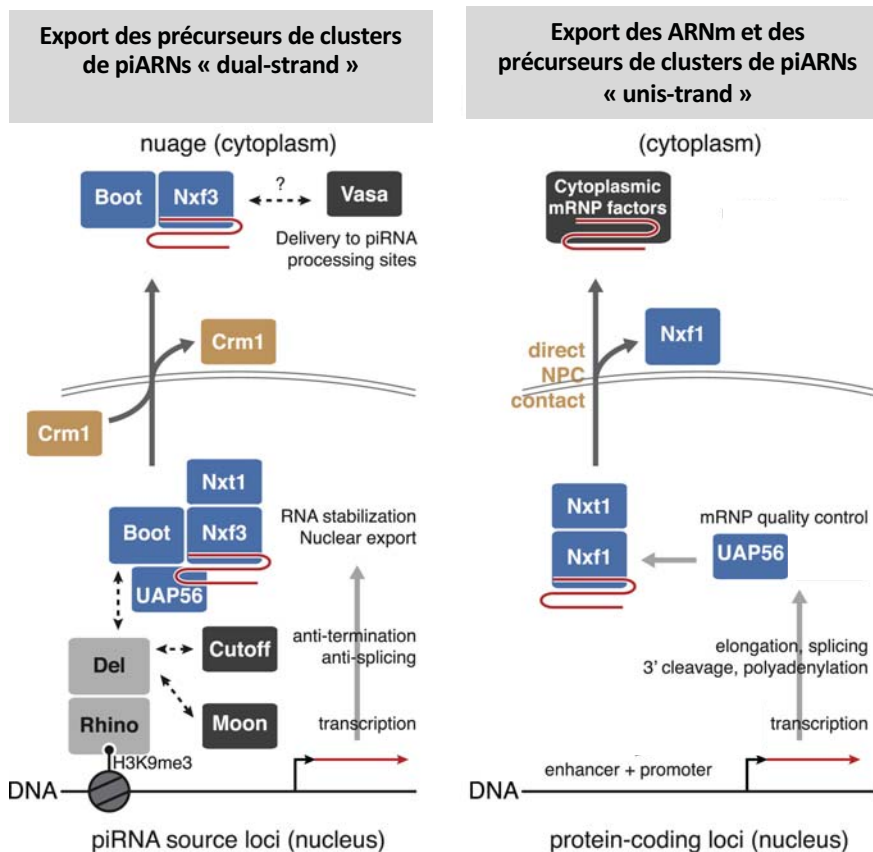 Export des précurseurs de clusters
de piARNs « dual-strand »
nuage (cytoplasm)
Boot
Nxf3
?
Vasa
Delivery to piRNA
processing sites
Crm1
Crm1
Nxt1
Boot
Nxf3
RNA stabilization
Nuclear export
UAP56
Del
Cutoff
anti-termination
anti-splicing
Rhino
Moon
transcription
H3K9me3
DNA
piRNA source loci (nucleus)
Export des ARNm et des
précurseurs de clusters de piARNs
« unis-trand »
(cytoplasm)
Cytoplasmic
mRNP factors
Nxf1
direct
NPC
contact
Nxt1
mRNP quality control
Nxf1
UAP56
elongation, splicing
3' cleavage, polyadenylation
transcription
enhancer + promoter
DNA
protein-coding loci (nucleus)